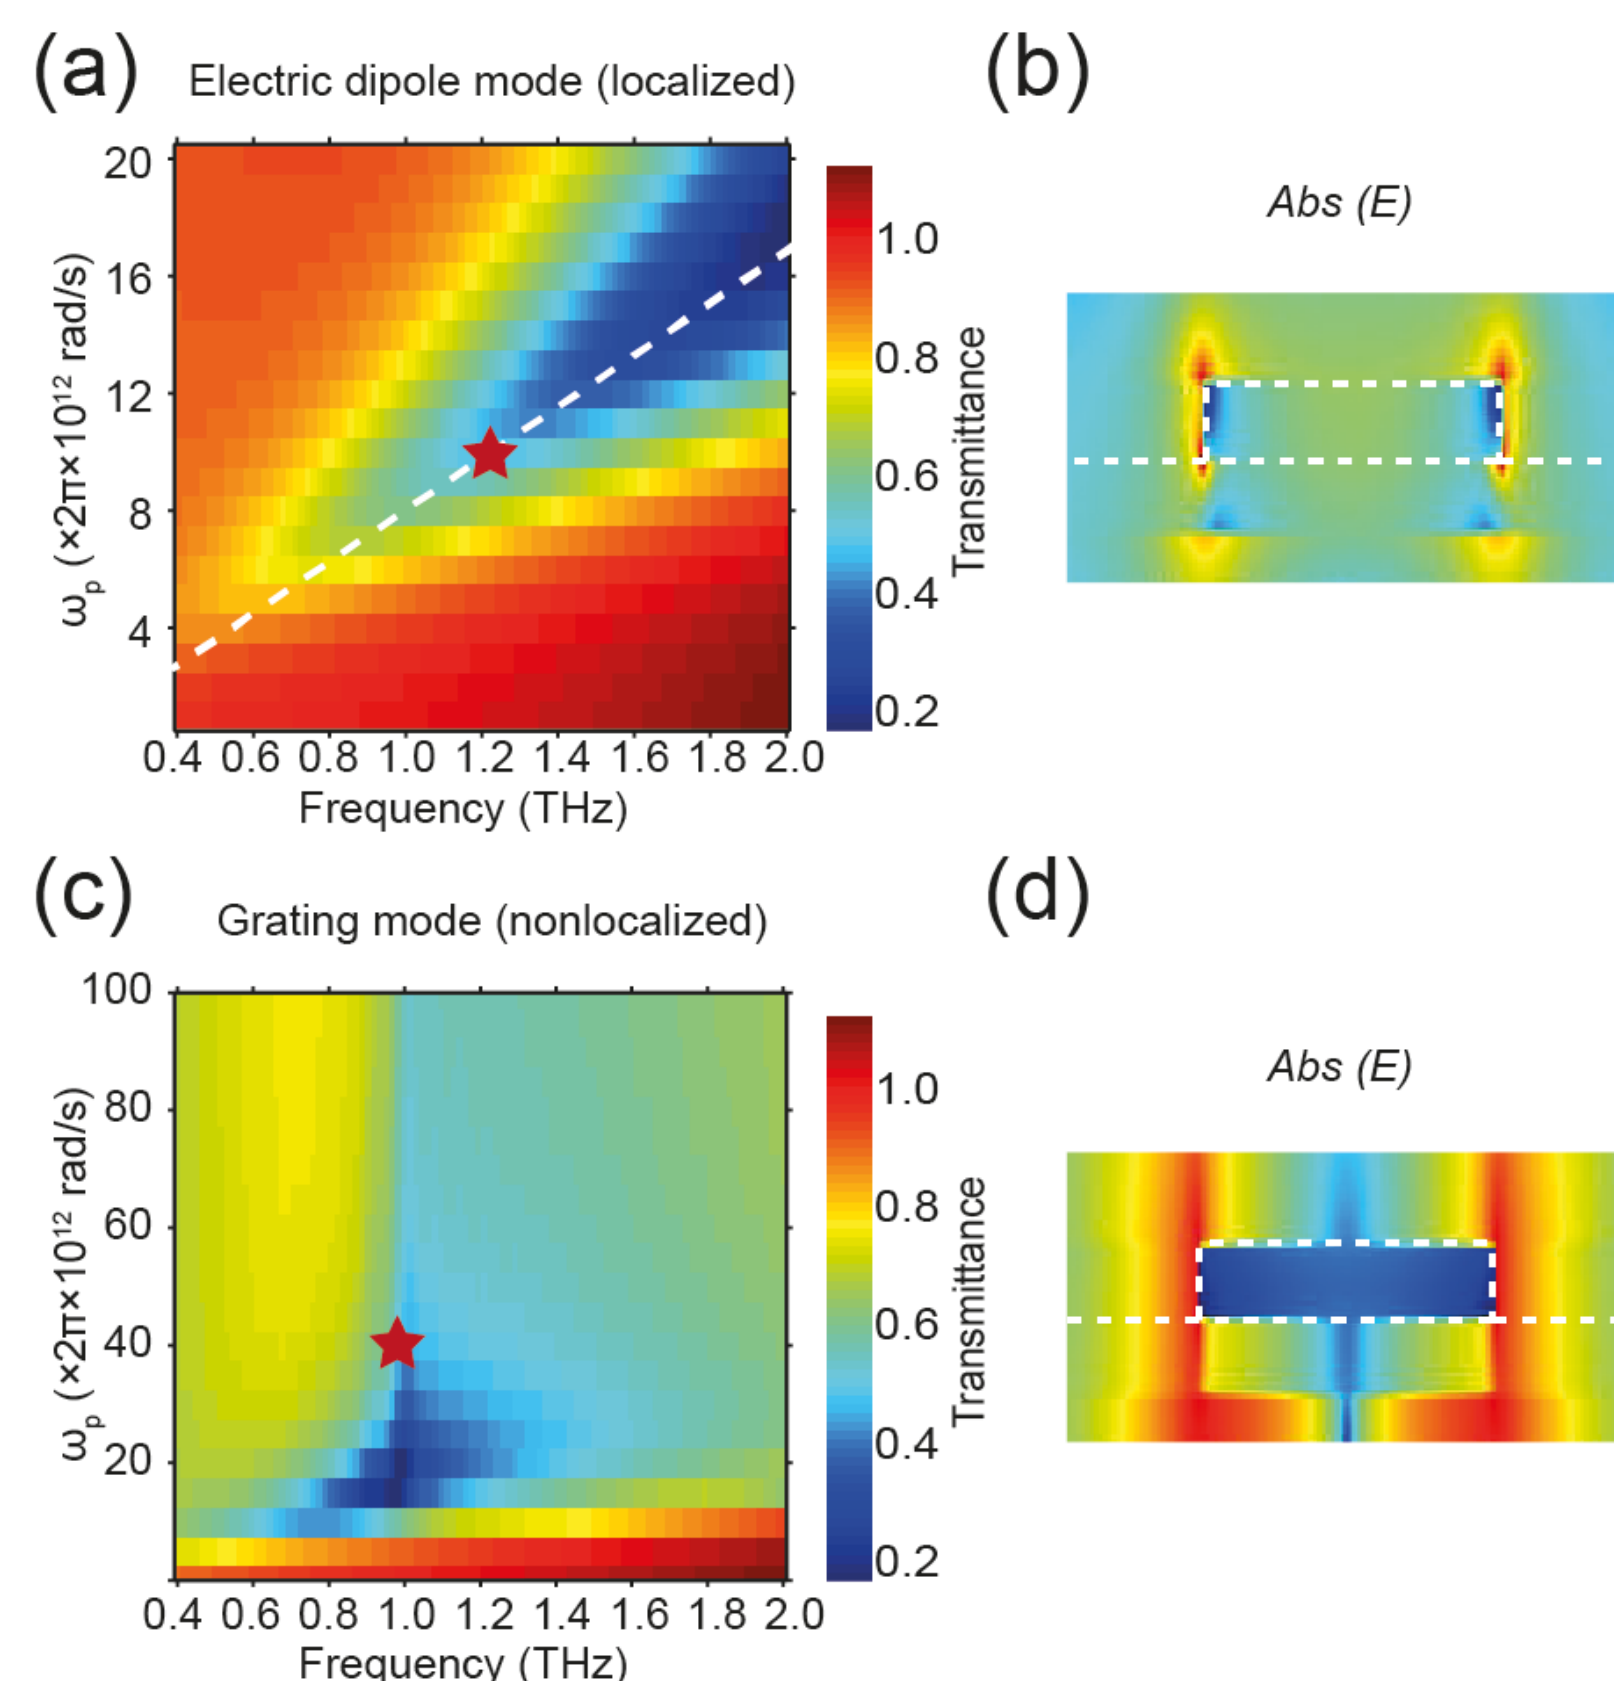 (a)
Electric dipole mode (localized)
20
16
12
8
4
ωp (×2π×10¹² rad/s)
0.4 0.6 0.8 1.0 1.2 1.4 1.6 1.8 2.0
Frequency (THz)
1.0
0.8
0.6
0.4
0.2
Transmittance
(b)
Abs (E)
(c)
Grating mode (nonlocalized)
100
80
60
40
20
ωp (×2π×10¹² rad/s)
0.4 0.6 0.8 1.0 1.2 1.4 1.6 1.8 2.0
Frequency (THz)
1.0
0.8
0.6
0.4
0.2
Transmittance
(d)
Abs (E)